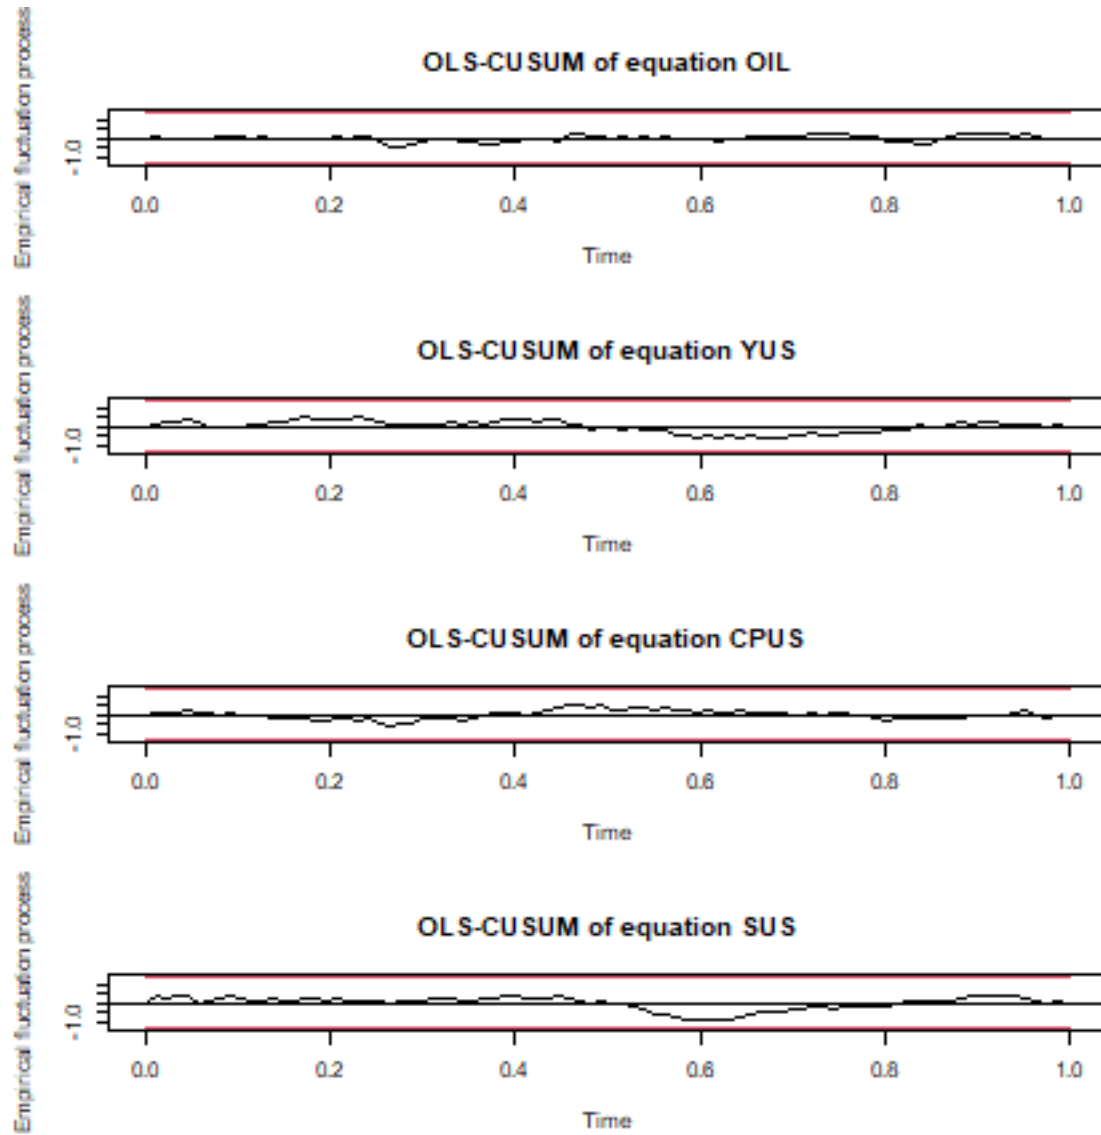 OLS-CUSUM of equation OIL
Empirical fluctuation process
-1.0
0.0 0.2 0.4 0.6 0.8 1.0
Time
OLS-CUSUM of equation YUS
Empirical fluctuation process
-1.0
0.0 0.2 0.4 0.6 0.8 1.0
Time
OLS-CUSUM of equation CPUS
Empirical fluctuation process
-1.0
0.0 0.2 0.4 0.6 0.8 1.0
Time
OLS-CUSUM of equation SUS
Empirical fluctuation process
-1.0
0.0 0.2 0.4 0.6 0.8 1.0
Time